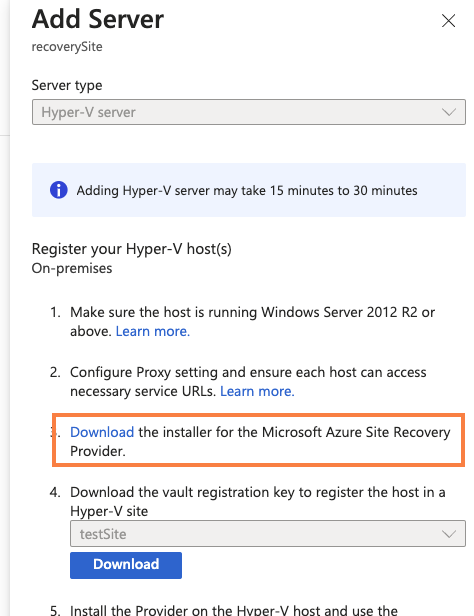 Add Server
recoverySite
Server type
Hyper-V server
Adding Hyper-V server may take 15 minutes to 30 minutes
Register your Hyper-V host(s)
On-premises
1. Make sure the host is running Windows Server 2012 R2 or
above. Learn more.
2. Configure Proxy setting and ensure each host can access
necessary service URLs. Learn more.
3. Download the installer for the Microsoft Azure Site Recovery
Provider.
4. Download the vault registration key to register the host in a
Hyper-V site
testSite
Download
5. Install the Provider on the Hyper-V host and use the